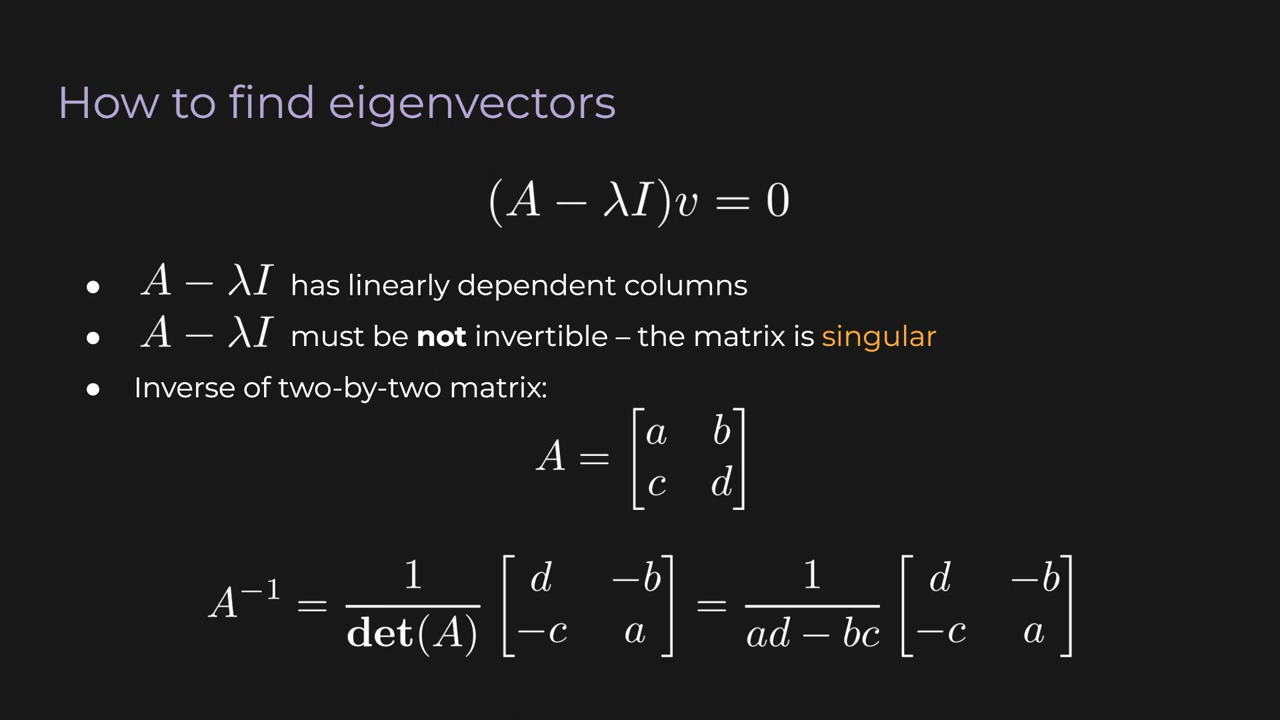 How to find eigenvectors
(A − λI)v = 0
● A − λI has linearly dependent columns
● A − λI must be not invertible – the matrix is singular
● Inverse of two-by-two matrix:
A = [a b; c d]
A⁻¹ = 1/det(A) [d −b; −c a] = 1/(ad − bc) [d −b; −c a]